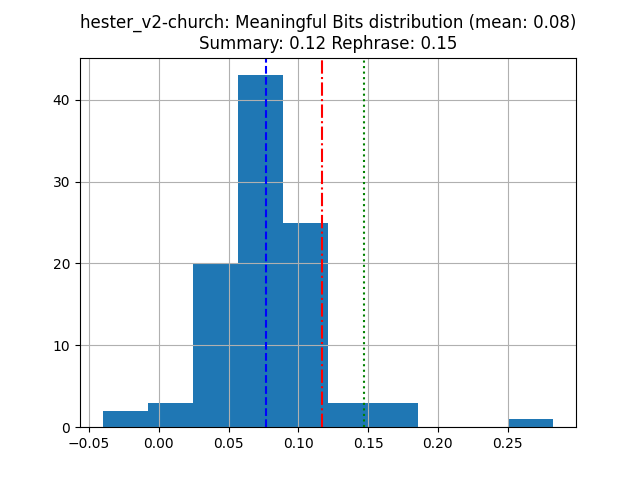 hester_v2-church: Meaningful Bits distribution (mean: 0.08)
Summary: 0.12 Rephrase: 0.15
40
30
20
10
0
−0.05 0.00 0.05 0.10 0.15 0.20 0.25